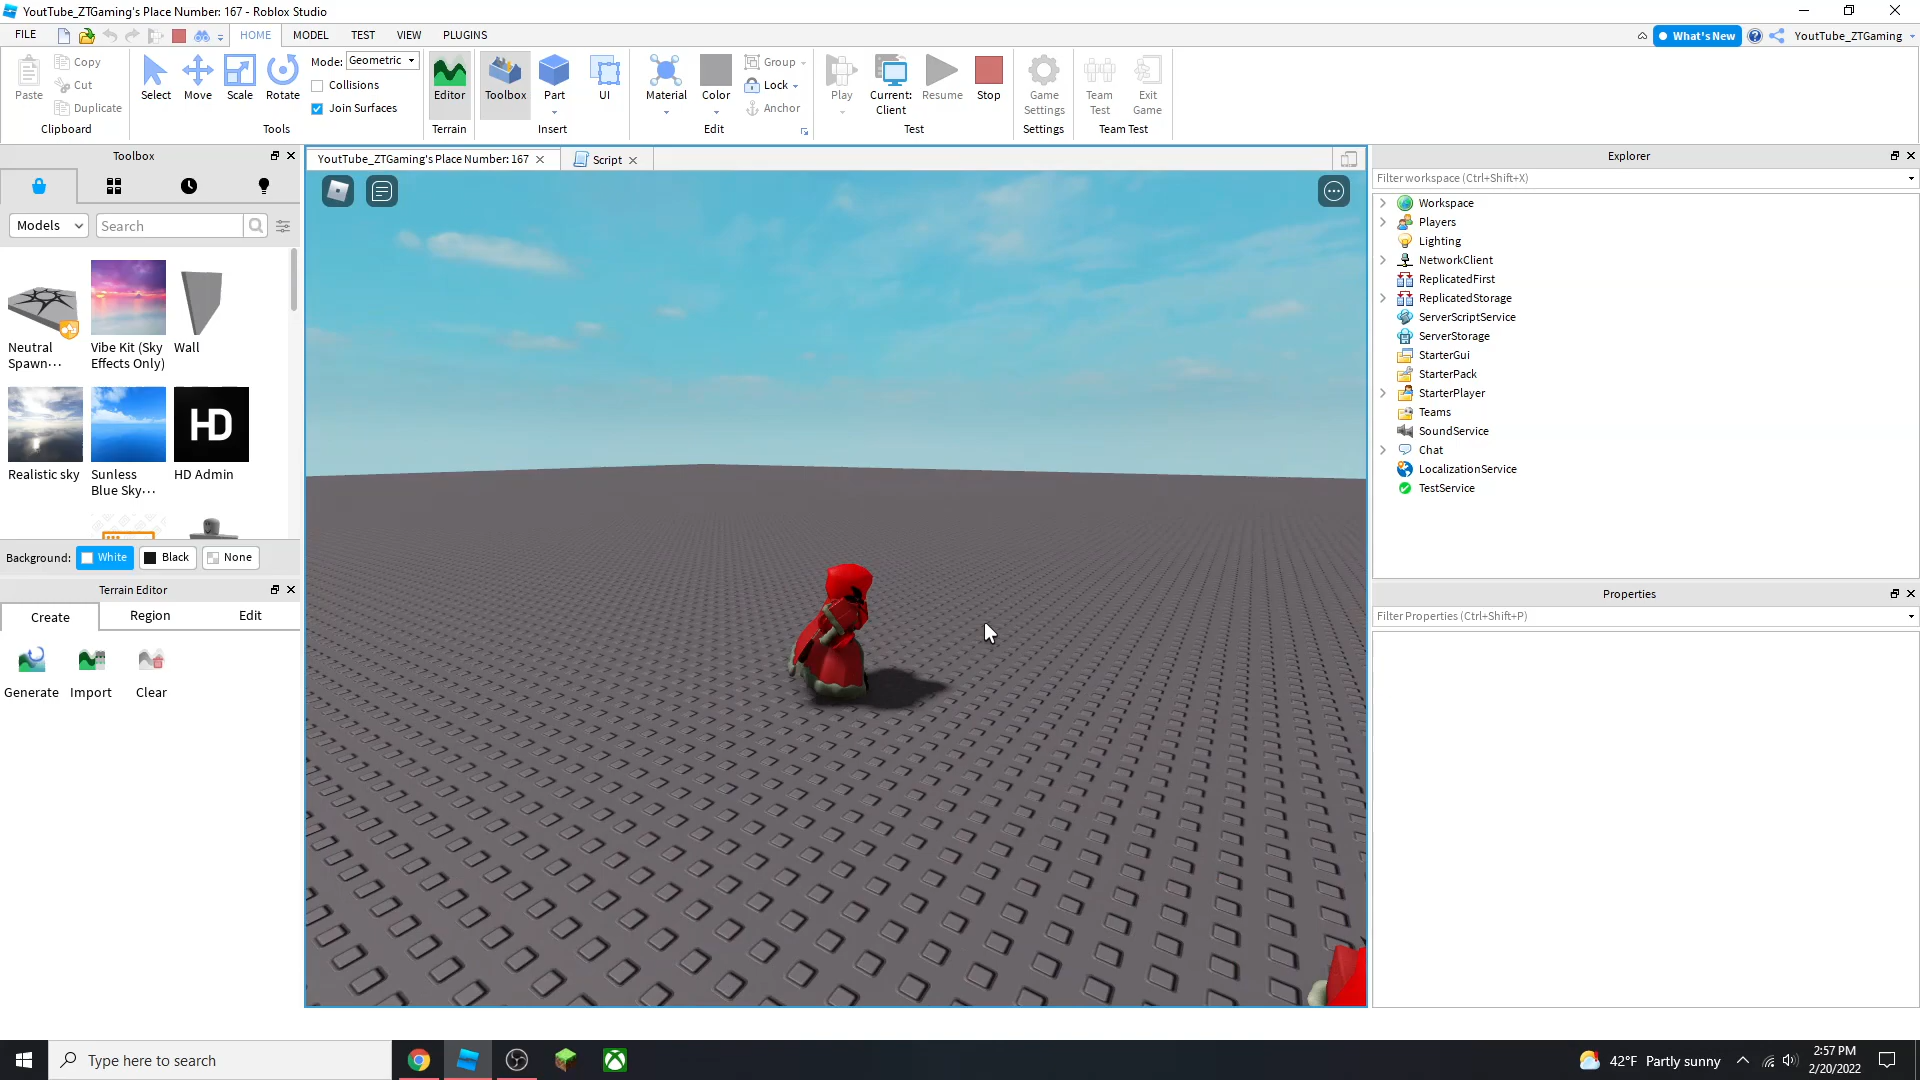 YoutTube_ZTGaming's Place Number: 167 - Roblox Studio
FILE HOME MODEL TEST VIEW PLUGINS What's New YoutTube_ZTGaming
Paste
Copy
Cut
Duplicate
Clipboard
Select Move Scale Rotate
Mode: Geometric
Collisions
Join Surfaces
Tools
Editor
Terrain
Toolbox Part UI
Insert
Material Color
Group
Lock
Anchor
Edit
Play Current: Client Resume Stop
Test
Game Settings
Settings
Team Test Exit Game
Team Test
Toolbox
Models Search
Neutral Spawn···
Vibe Kit (Sky Effects Only)
Wall
Realistic sky
Sunless Blue Sky···
HD
HD Admin
Background: White Black None
Terrain Editor
Create Region Edit
Generate Import Clear
YoutTube_ZTGaming's Place Number: 167 Script
Explorer
Filter workspace (Ctrl+Shift+X)
Workspace
Players
Lighting
NetworkClient
ReplicatedFirst
ReplicatedStorage
ServerScriptService
ServerStorage
StarterGui
StarterPack
StarterPlayer
Teams
SoundService
Chat
LocalizationService
TestService
Properties
Filter Properties (Ctrl+Shift+P)
Type here to search
42°F Partly sunny
2:57 PM
2/20/2022